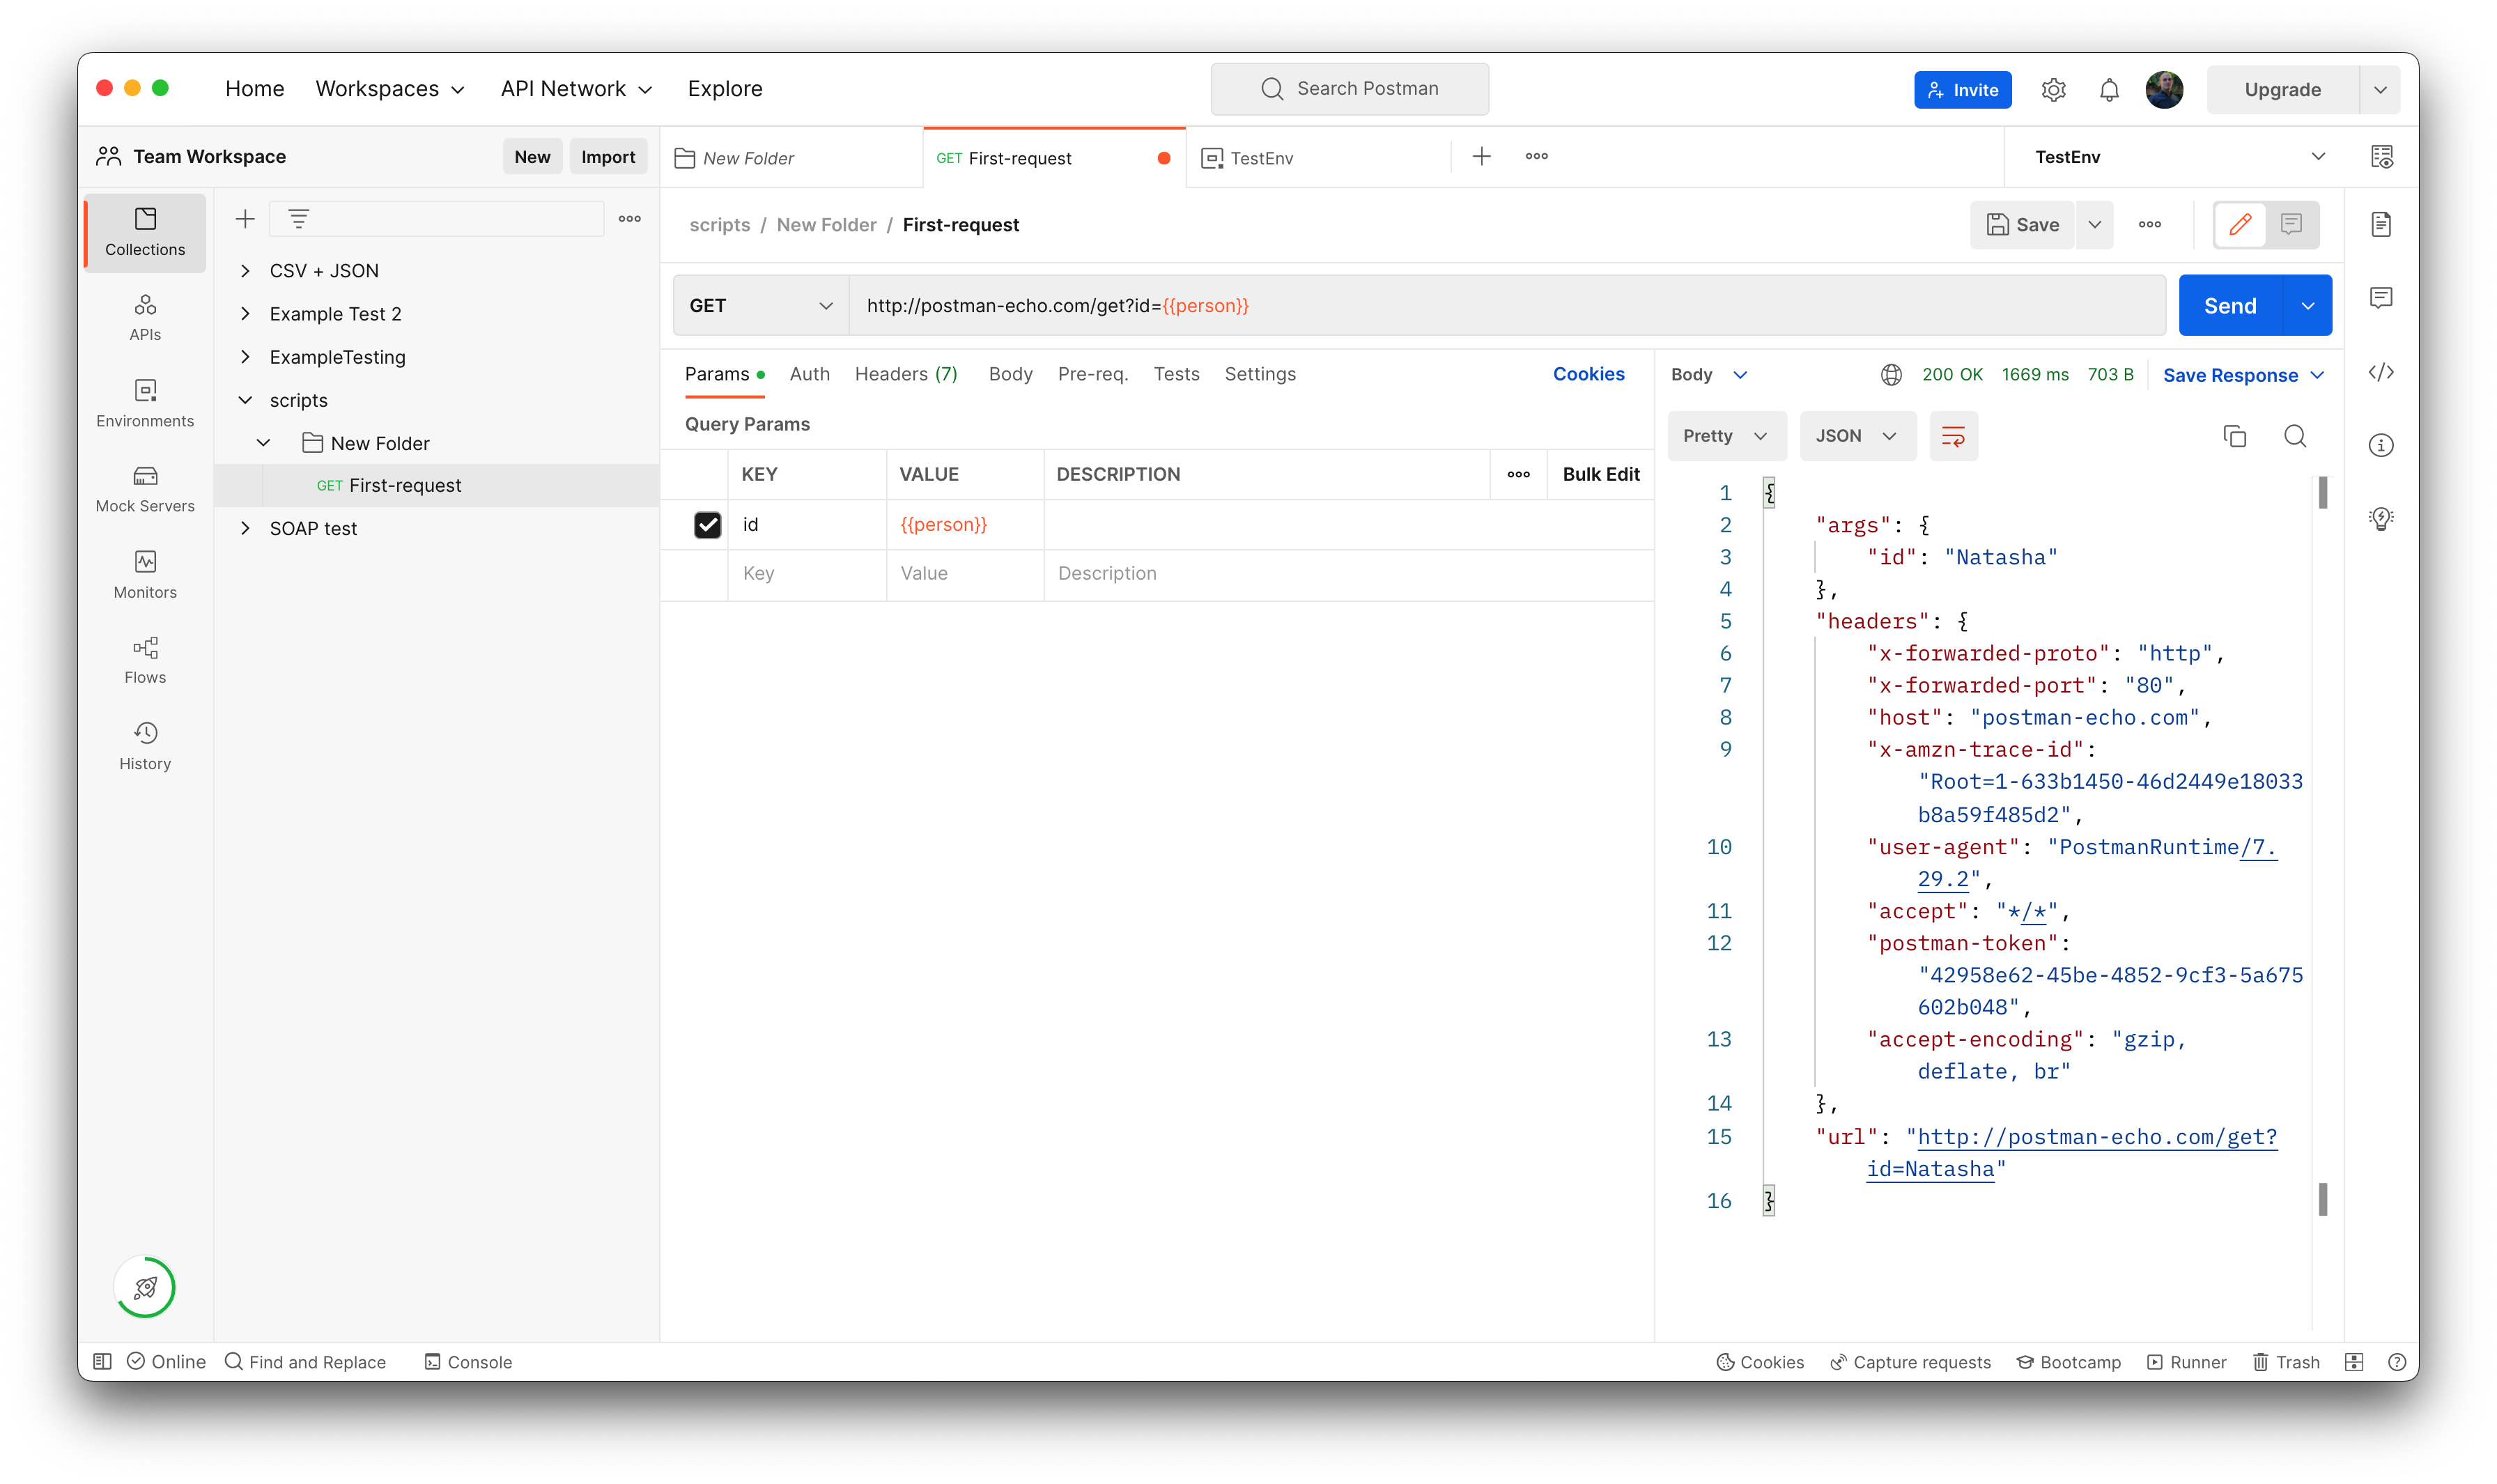 Home Workspaces API Network Explore Search Postman Invite Upgrade
Team Workspace New Import
New Folder GET First-request TestEnv TestEnv
Collections
APIs
Environments
Mock Servers
Monitors
Flows
History
CSV + JSON
Example Test 2
ExampleTesting
scripts
New Folder
GET First-request
SOAP test
scripts / New Folder / First-request Save
GET http://postman-echo.com/get?id={{person}} Send
Params Auth Headers (7) Body Pre-req. Tests Settings Cookies
Query Params
KEY VALUE DESCRIPTION Bulk Edit
id {{person}}
Key Value Description
Body 200 OK 1669 ms 703 B Save Response
Pretty JSON
1 {
2 "args": {
3 "id": "Natasha"
4 },
5 "headers": {
6 "x-forwarded-proto": "http",
7 "x-forwarded-port": "80",
8 "host": "postman-echo.com",
9 "x-amzn-trace-id":
"Root=1-633b1450-46d2449e18033
b8a59f485d2",
10 "user-agent": "PostmanRuntime/7.
29.2",
11 "accept": "*/*",
12 "postman-token":
"42958e62-45be-4852-9cf3-5a675
602b048",
13 "accept-encoding": "gzip,
deflate, br"
14 },
15 "url": "http://postman-echo.com/get?
id=Natasha"
16 }
Online Find and Replace Console Cookies Capture requests Bootcamp Runner Trash